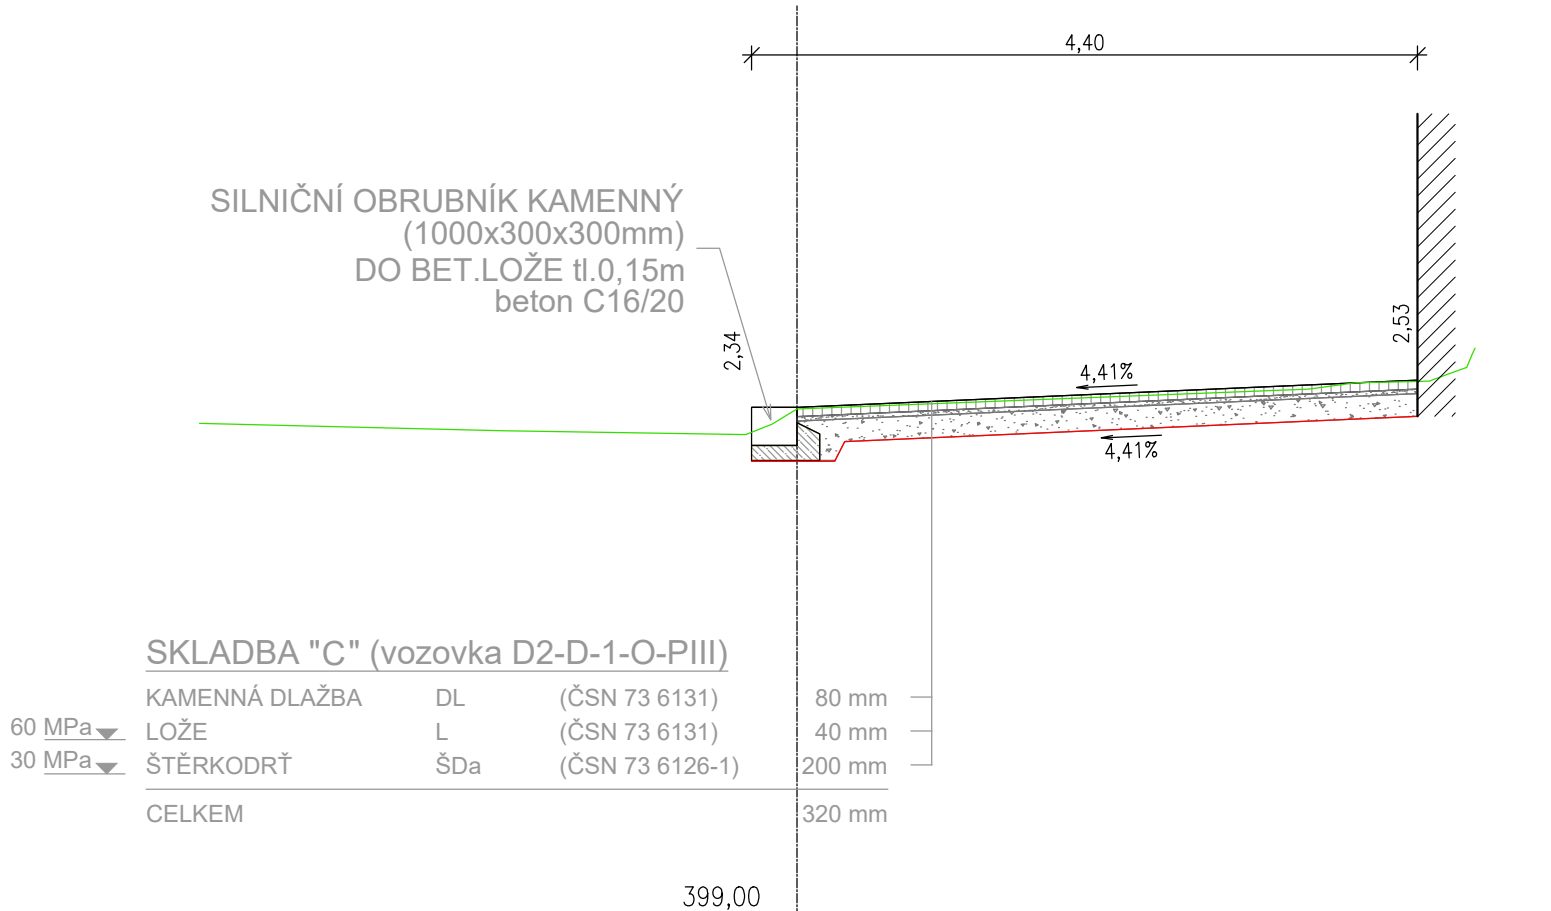 4,40
SILNIČNÍ OBRUBNÍK KAMENNÝ
(1000x300x300mm)
DO BET.LOŽE tl.0,15m
beton C16/20
2,34
2,53
4,41%
4,41%
SKLADBA "C" (vozovka D2-D-1-O-PIII)
KAMENNÁ DLAŽBA DL (ČSN 73 6131) 80 mm
60 MPa LOŽE L (ČSN 73 6131) 40 mm
30 MPa ŠTĚRKODRŤ ŠDa (ČSN 73 6126-1) 200 mm
CELKEM 320 mm
399,00